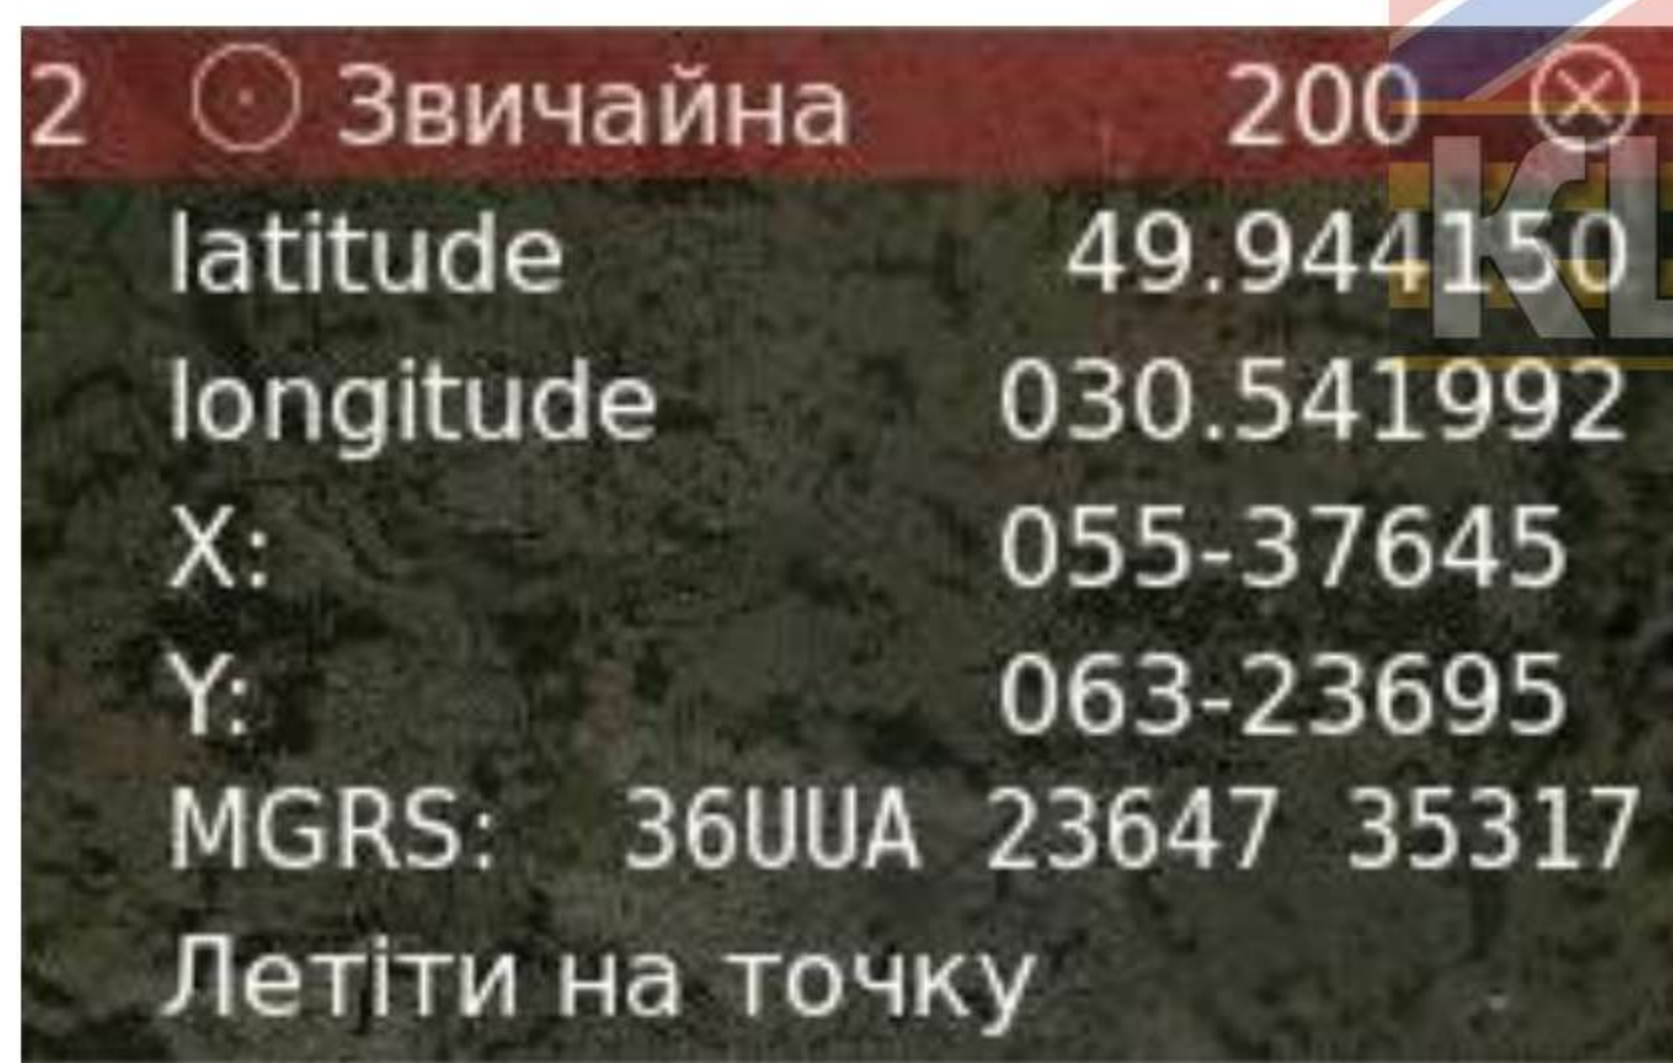 2 Звичайна 200
latitude 49.944150
longitude 030.541992
X: 055-37645
Y: 063-23695
MGRS: 36UUA 23647 35317
Летіти на точку
KL